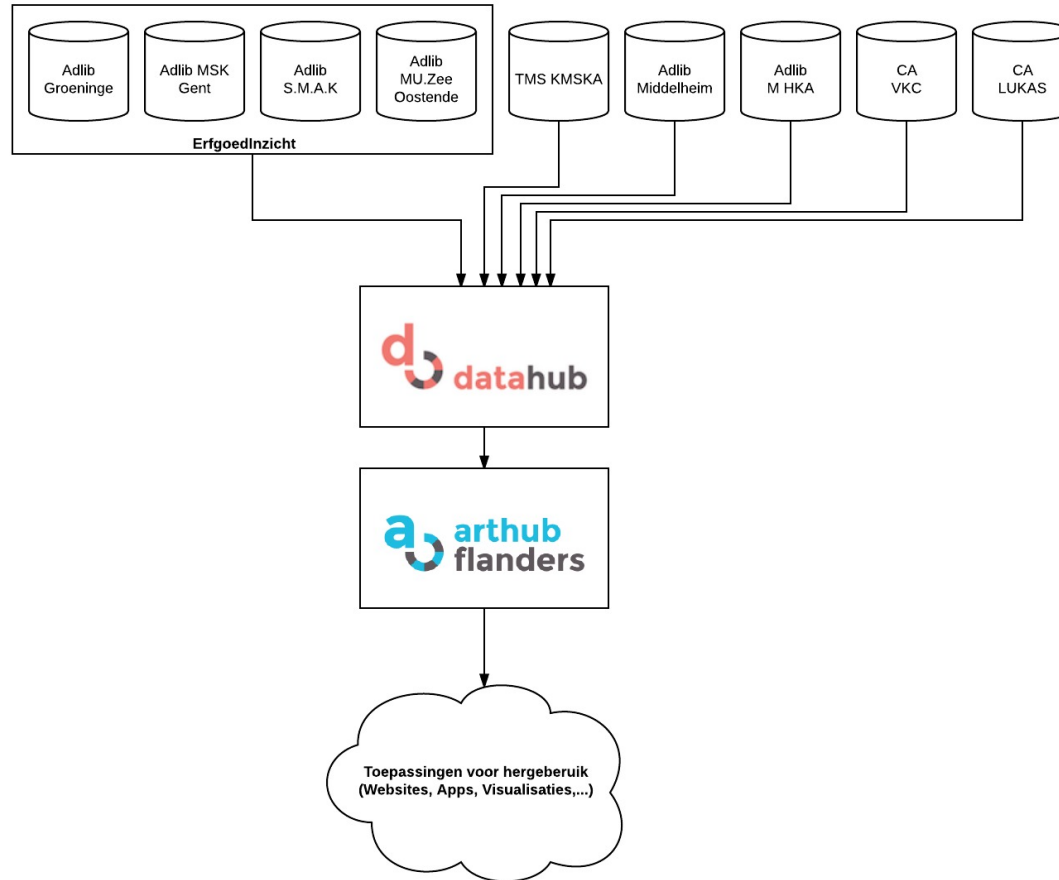 Adlib
Groeninge
Adlib MSK
Gent
Adlib
S.M.A.K
Adlib
MU.Zee
Oostende
ErfgoedInzicht
TMS KMSKA
Adlib
Middelheim
Adlib
M HKA
CA
VKC
CA
LUKAS
datahub
arthub
flanders
Toepassingen voor hergeberuik
(Websites, Apps, Visualisaties,...)